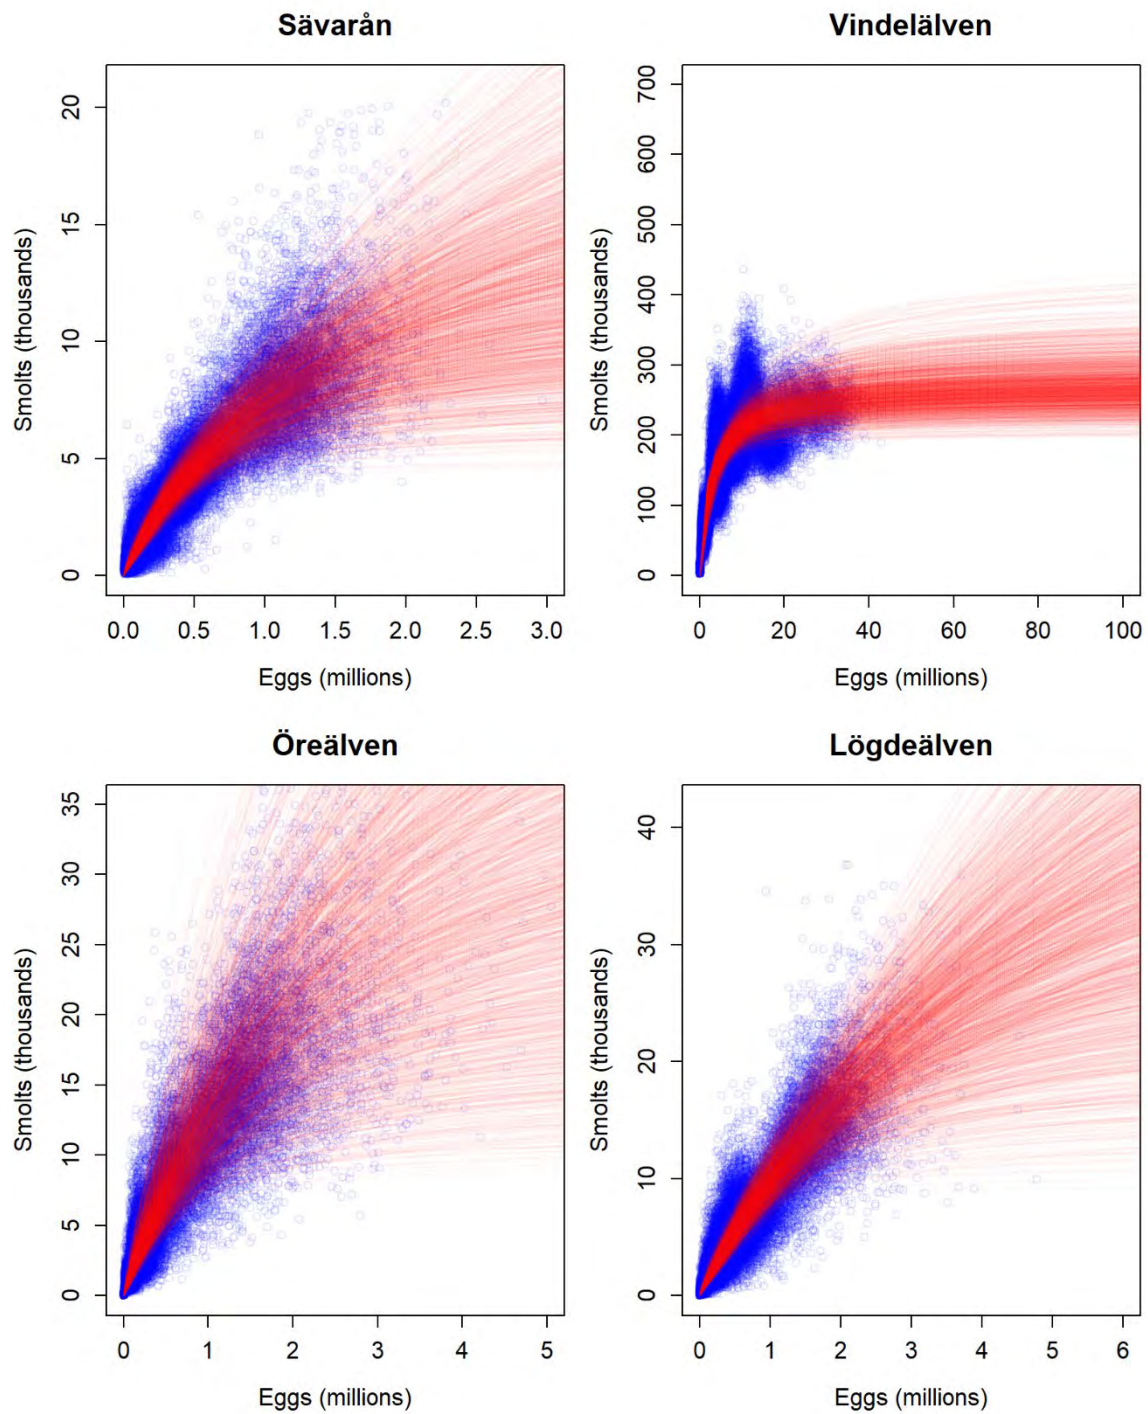 Sävarån
Smolts (thousands)
20
15
10
5
0
0.0 0.5 1.0 1.5 2.0 2.5 3.0
Eggs (millions)
Vindelälven
Smolts (thousands)
700
600
500
400
300
200
100
0
0 20 40 60 80 100
Eggs (millions)
Öreälven
Smolts (thousands)
35
30
25
20
15
10
5
0
0 1 2 3 4 5
Eggs (millions)
Lögdeälven
Smolts (thousands)
40
30
20
10
0
0 1 2 3 4 5 6
Eggs (millions)